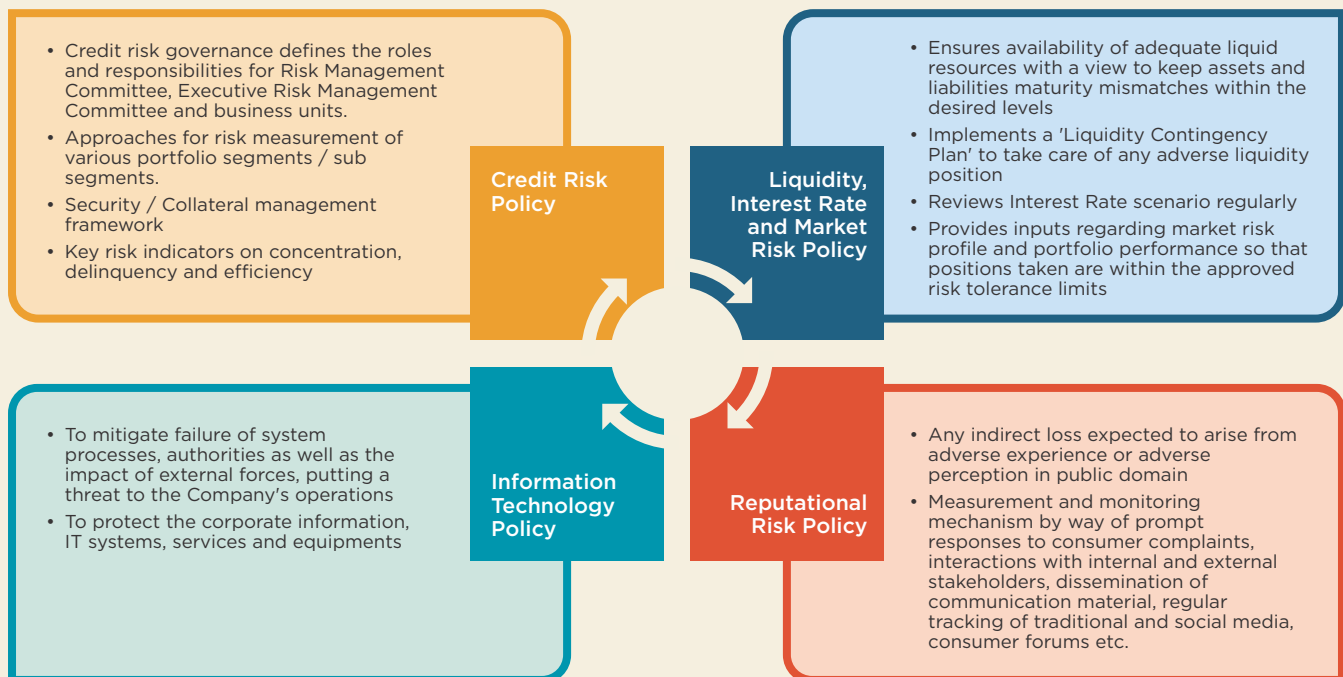 • Credit risk governance defines the roles
and responsibilities for Risk Management
Committee, Executive Risk Management
Committee and business units.
• Approaches for risk measurement of
various portfolio segments / sub
segments.
• Security / Collateral management
framework
• Key risk indicators on concentration,
delinquency and efficiency
Credit Risk
Policy
Liquidity,
Interest Rate
and Market
Risk Policy
• Ensures availability of adequate liquid
resources with a view to keep assets and
liabilities maturity mismatches within the
desired levels
• Implements a 'Liquidity Contingency
Plan' to take care of any adverse liquidity
position
• Reviews Interest Rate scenario regularly
• Provides inputs regarding market risk
profile and portfolio performance so that
positions taken are within the approved
risk tolerance limits
• To mitigate failure of system
processes, authorities as well as the
impact of external forces, putting a
threat to the Company's operations
• To protect the corporate information,
IT systems, services and equipments
Information
Technology
Policy
Reputational
Risk Policy
• Any indirect loss expected to arise from
adverse experience or adverse
perception in public domain
• Measurement and monitoring
mechanism by way of prompt
responses to consumer complaints,
interactions with internal and external
stakeholders, dissemination of
communication material, regular
tracking of traditional and social media,
consumer forums etc.